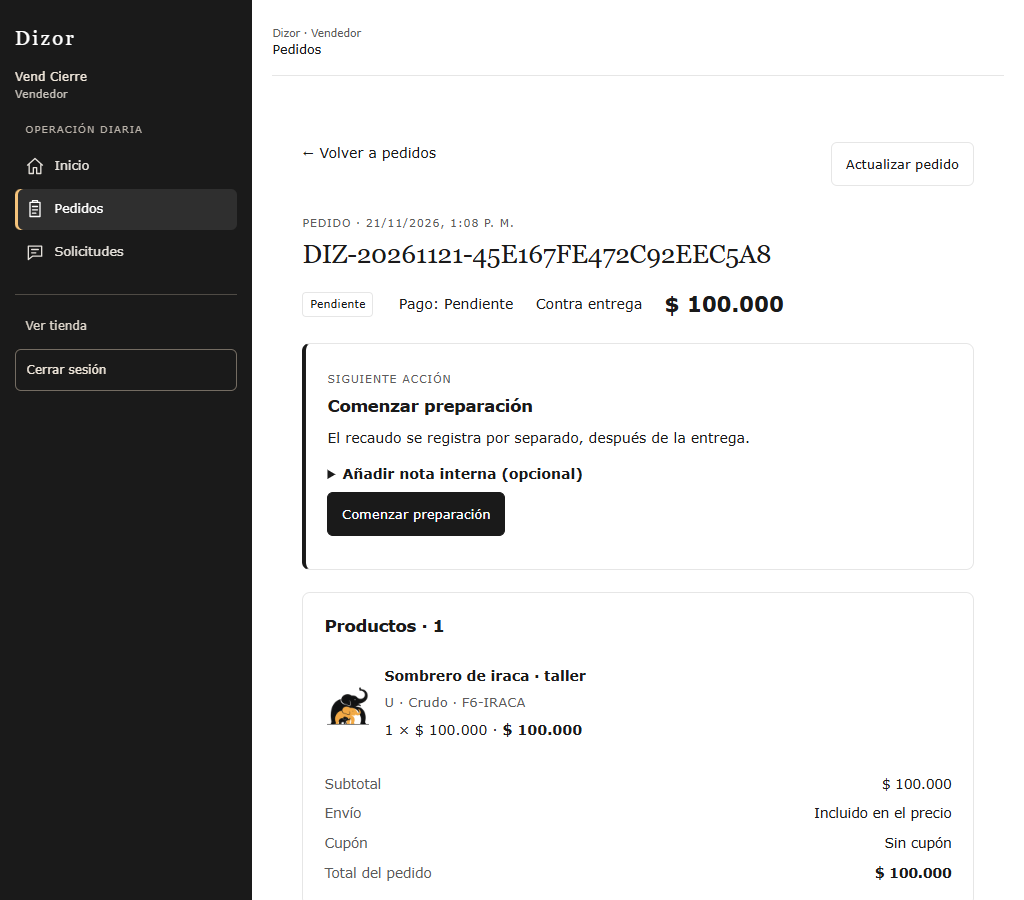 Dizor
Vend Cierre
Vendedor
OPERACIÓN DIARIA
Inicio
Pedidos
Solicitudes
Ver tienda
Cerrar sesión
Dizor · Vendedor
Pedidos
← Volver a pedidos
Actualizar pedido
PEDIDO · 21/11/2026, 1:08 P. M.
DIZ-20261121-45E167FE472C92EEC5A8
Pendiente
Pago: Pendiente
Contra entrega
$ 100.000
SIGUIENTE ACCIÓN
Comenzar preparación
El recaudo se registra por separado, después de la entrega.
▸ Añadir nota interna (opcional)
Comenzar preparación
Productos · 1
Sombrero de iraca · taller
U · Crudo · F6-IRACA
1 × $ 100.000 · $ 100.000
Subtotal $ 100.000
Envío Incluido en el precio
Cupón Sin cupón
Total del pedido $ 100.000